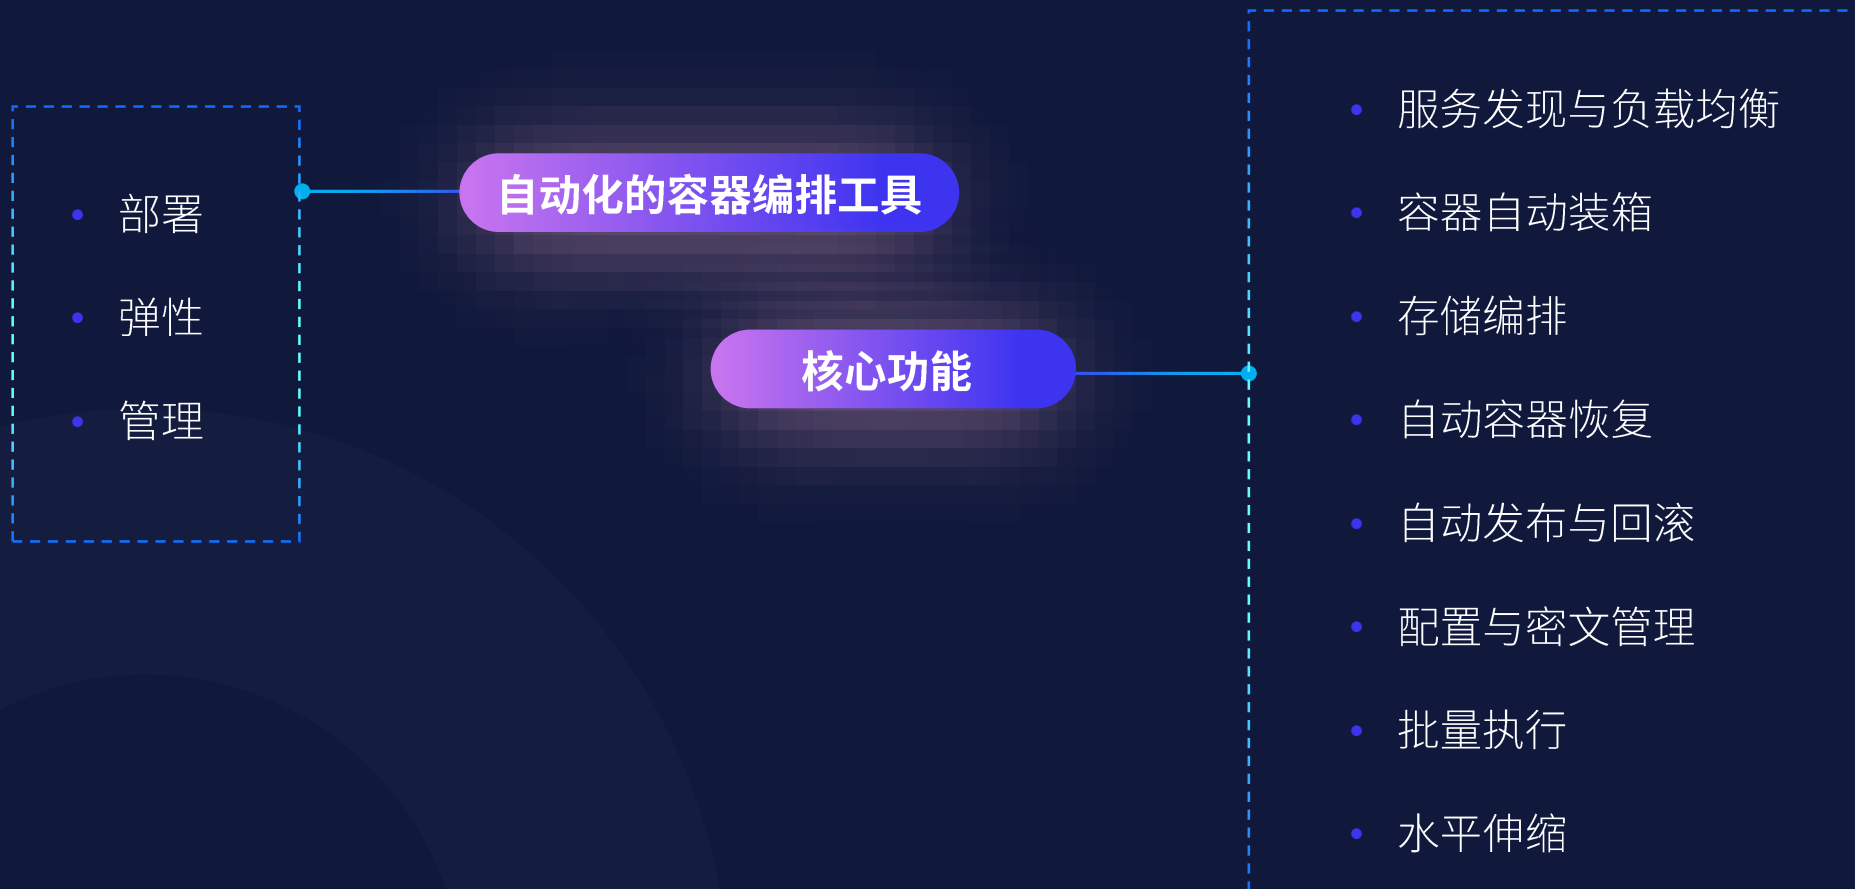 自动化的容器编排工具
部署
弹性
管理
核心功能
服务发现与负载均衡
容器自动装箱
存储编排
自动容器恢复
自动发布与回滚
配置与密文管理
批量执行
水平伸缩